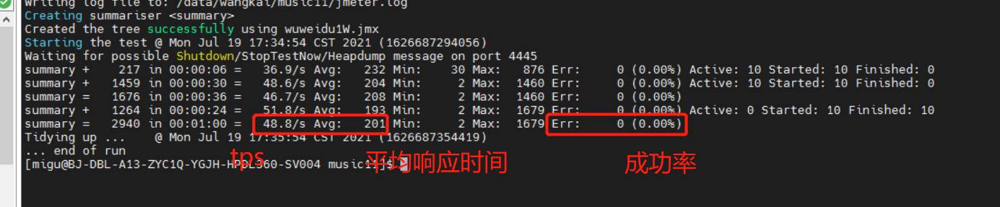 Writing log file to: /data/wangkai/music11/jmeter.log
Creating summariser <summary>
Created the tree successfully using wuweidu1W.jmx
Starting the test @ Mon Jul 19 17:34:54 CST 2021 (1626687294056)
Waiting for possible Shutdown/StopTestNow/Heapdump message on port 4445
summary +    217 in 00:00:06 =   36.9/s Avg:   232 Min:    30 Max:   876 Err:     0 (0.00%) Active: 10 Started: 10 Finished: 0
summary +   1459 in 00:00:30 =   48.6/s Avg:   204 Min:     2 Max:  1460 Err:     0 (0.00%) Active: 10 Started: 10 Finished: 0
summary =   1676 in 00:00:36 =   46.7/s Avg:   208 Min:     2 Max:  1460 Err:     0 (0.00%)
summary +   1264 in 00:00:24 =   51.8/s Avg:   193 Min:     2 Max:  1679 Err:     0 (0.00%) Active: 0 Started: 10 Finished: 10
summary =   2940 in 00:01:00 =   48.8/s Avg:   201 Min:     2 Max:  1679 Err:     0 (0.00%)
Tidying up ...    @ Mon Jul 19 17:35:54 CST 2021 (1626687354419)
... end of run
tps 平均响应时间 成功率
[migu@BJ-DBL-A13-ZYC1Q-YGJH-HPDL360-SV004 music11]$